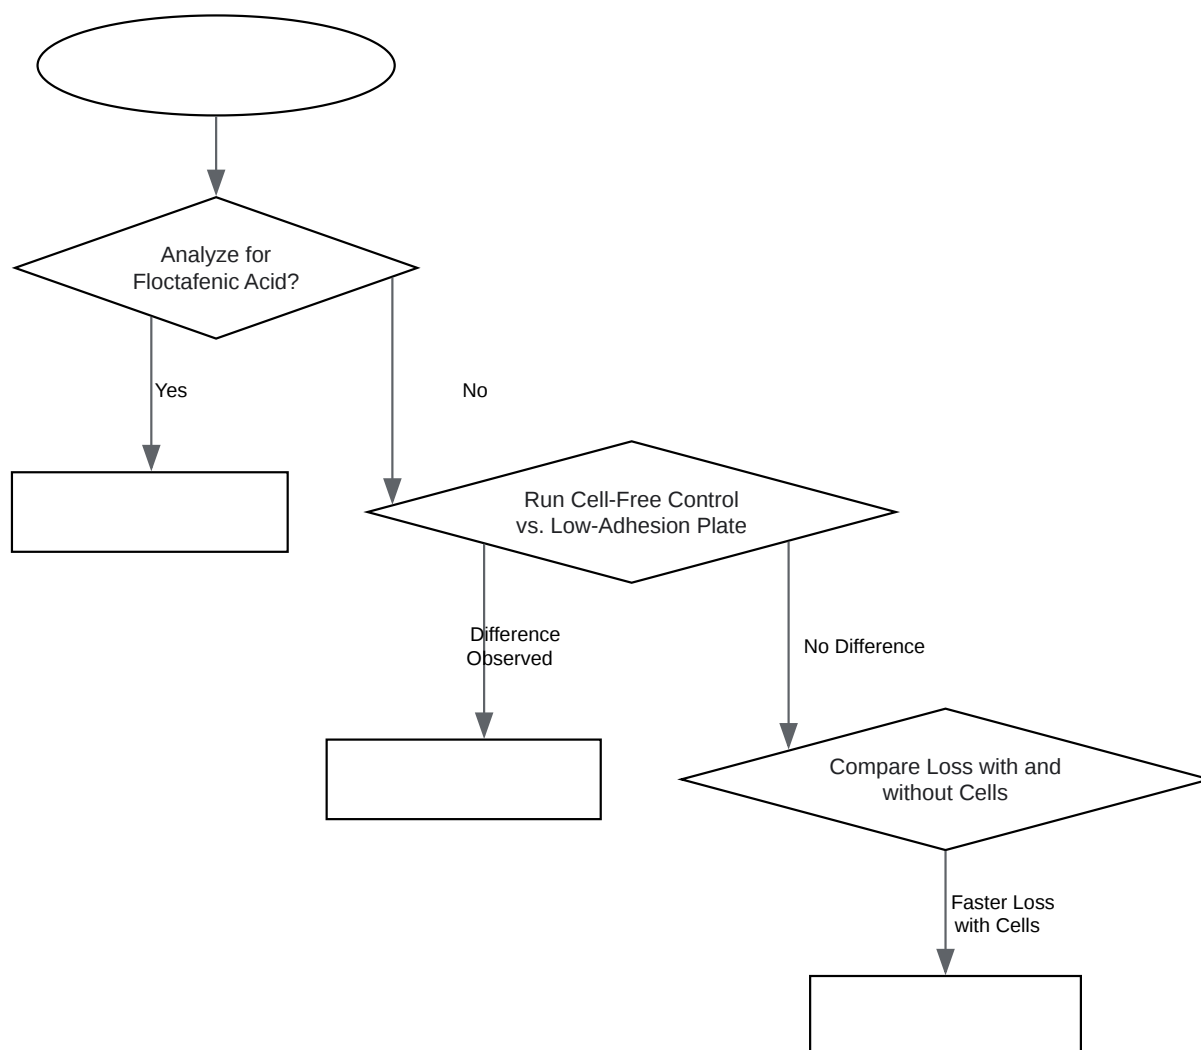 Analyze for
Floctafenic Acid?
Yes
No
Run Cell-Free Control
vs. Low-Adhesion Plate
Difference
Observed
No Difference
Compare Loss with and
without Cells
Faster Loss
with Cells